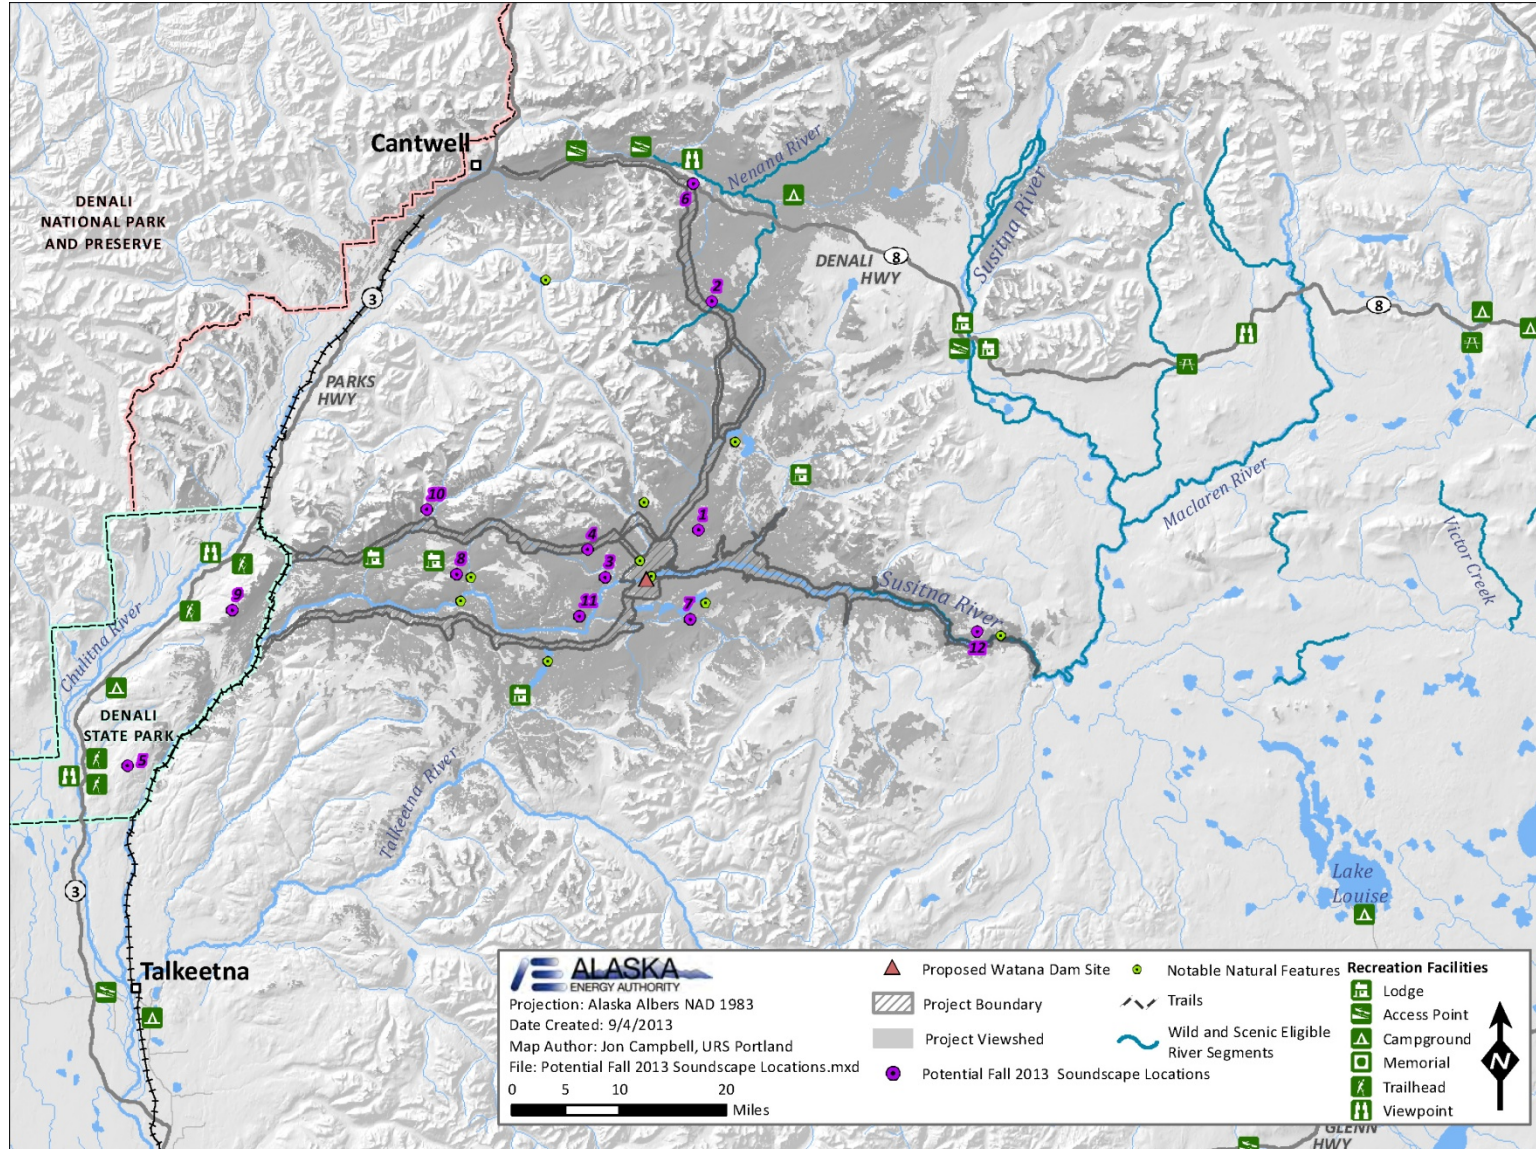 Cantwell
Nenana River
6
DENALI
NATIONAL PARK
AND PRESERVE
Susitna River
DENALI
HWY
8
3
2
8
PARKS
HWY
10
1
4
3
8
Maclaren River
Victor Creek
9
11
7
Susitna River
12
Chulitna River
DENALI
STATE PARK
5
Talkeetna River
3
Lake
Louise
Talkeetna
ALASKA
ENERGY AUTHORITY
Projection: Alaska Albers NAD 1983
Date Created: 9/4/2013
Map Author: Jon Campbell, URS Portland
File: Potential Fall 2013 Soundscape Locations.mxd
0 5 10 20
Miles
Proposed Watana Dam Site
Project Boundary
Project Viewshed
Potential Fall 2013 Soundscape Locations
Notable Natural Features
Trails
Wild and Scenic Eligible
River Segments
Recreation Facilities
Lodge
Access Point
Campground
Memorial
Trailhead
Viewpoint
N
GLENN
HWY